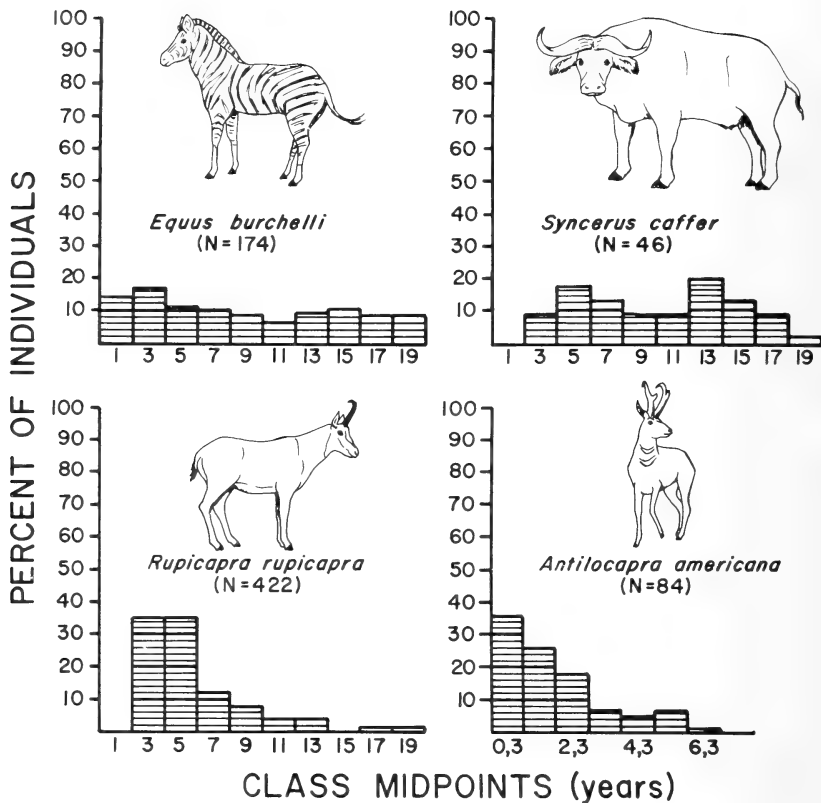 PERCENT OF INDIVIDUALS
100
90
80
70
60
50
40
30
20
10
Equus burchelli
(N=174)
1 3 5 7 9 11 13 15 17 19
100
90
80
70
60
50
40
30
20
10
Syncerus caffer
(N=46)
1 3 5 7 9 11 13 15 17 19
100
90
80
70
60
50
40
30
20
10
Rupicapra rupicapra
(N=422)
1 3 5 7 9 11 13 15 17 19
100
90
80
70
60
50
40
30
20
10
Antilocapra americana
(N=84)
0,3 2,3 4,3 6,3
CLASS MIDPOINTS (years)